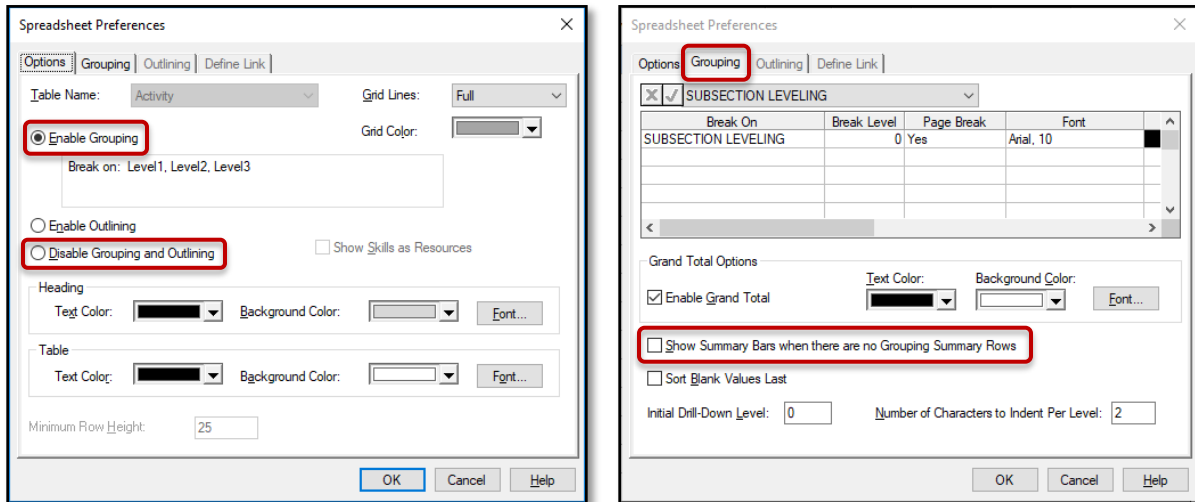 Spreadsheet Preferences
Options Grouping Outlining Define Link
Table Name: Activity Grid Lines: Full
Enable Grouping Grid Color:
Break on: Level1, Level2, Level3
Enable Outlining
Disable Grouping and Outlining Show Skills as Resources
Heading
Text Color: Background Color: Font...
Table
Text Color: Background Color: Font...
Minimum Row Height: 25
OK Cancel Help
Spreadsheet Preferences
Options Grouping Outlining Define Link
SUBSECTION LEVELING
Break On Break Level Page Break Font
SUBSECTION LEVELING 0 Yes Arial, 10
Grand Total Options
Text Color: Background Color:
Enable Grand Total Font...
Show Summary Bars when there are no Grouping Summary Rows
Sort Blank Values Last
Initial Drill-Down Level: 0 Number of Characters to Indent Per Level: 2
OK Cancel Help